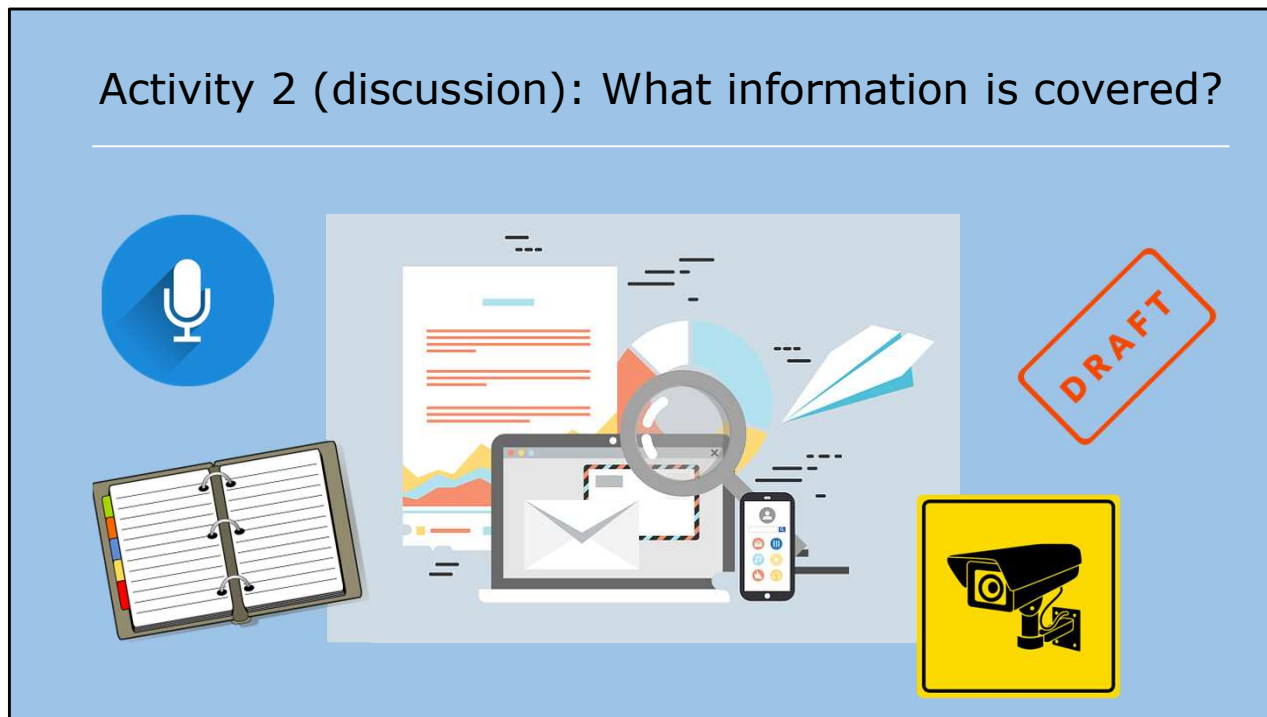 Activity 2 (discussion): What information is covered?
DRAFT